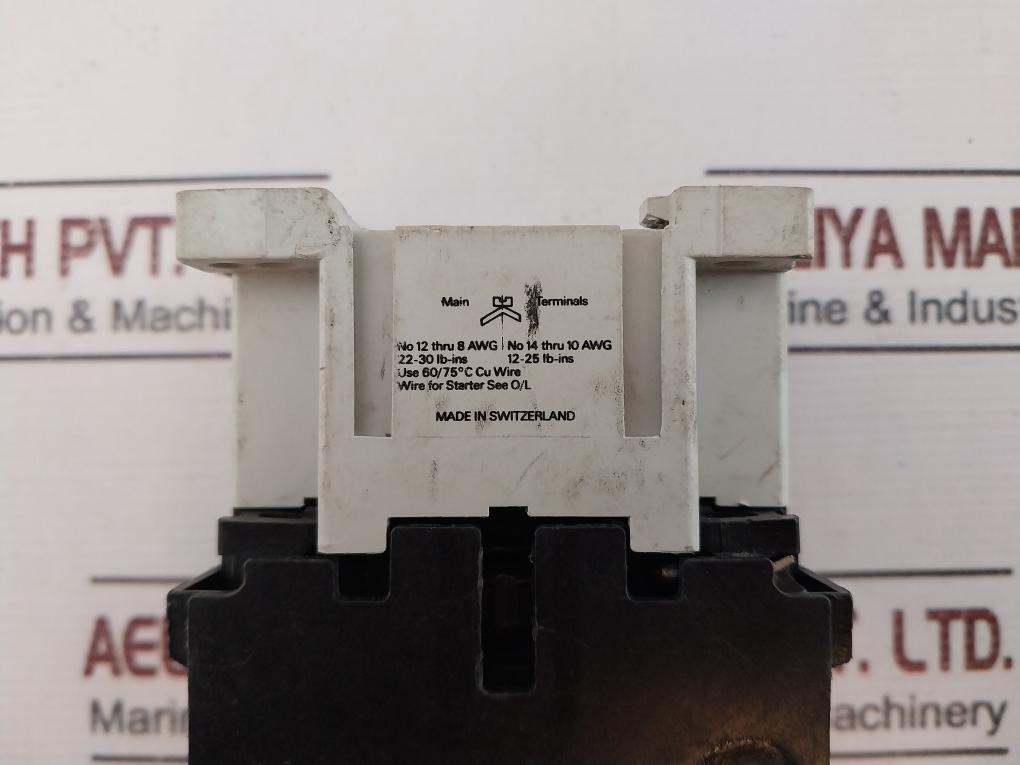 H PVT.
IYA MA
ion & Machi
ine & Indus
Main Terminals
No 12 thru 8 AWG No 14 thru 10 AWG
22-30 lb-ins 12-25 lb-ins
Use 60/75°C Cu Wire
Wire for Starter See O/L
MADE IN SWITZERLAND
AE
T. LTD.
Marin
achinery